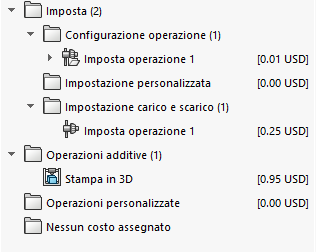 Imposta (2)
Configurazione operazione (1)
Imposta operazione 1 [0.01 USD]
Impostazione personalizzata [0.00 USD]
Impostazione carico e scarico (1)
Imposta operazione 1 [0.25 USD]
Operazioni additive (1)
Stampa in 3D [0.95 USD]
Operazioni personalizzate [0.00 USD]
Nessun costo assegnato